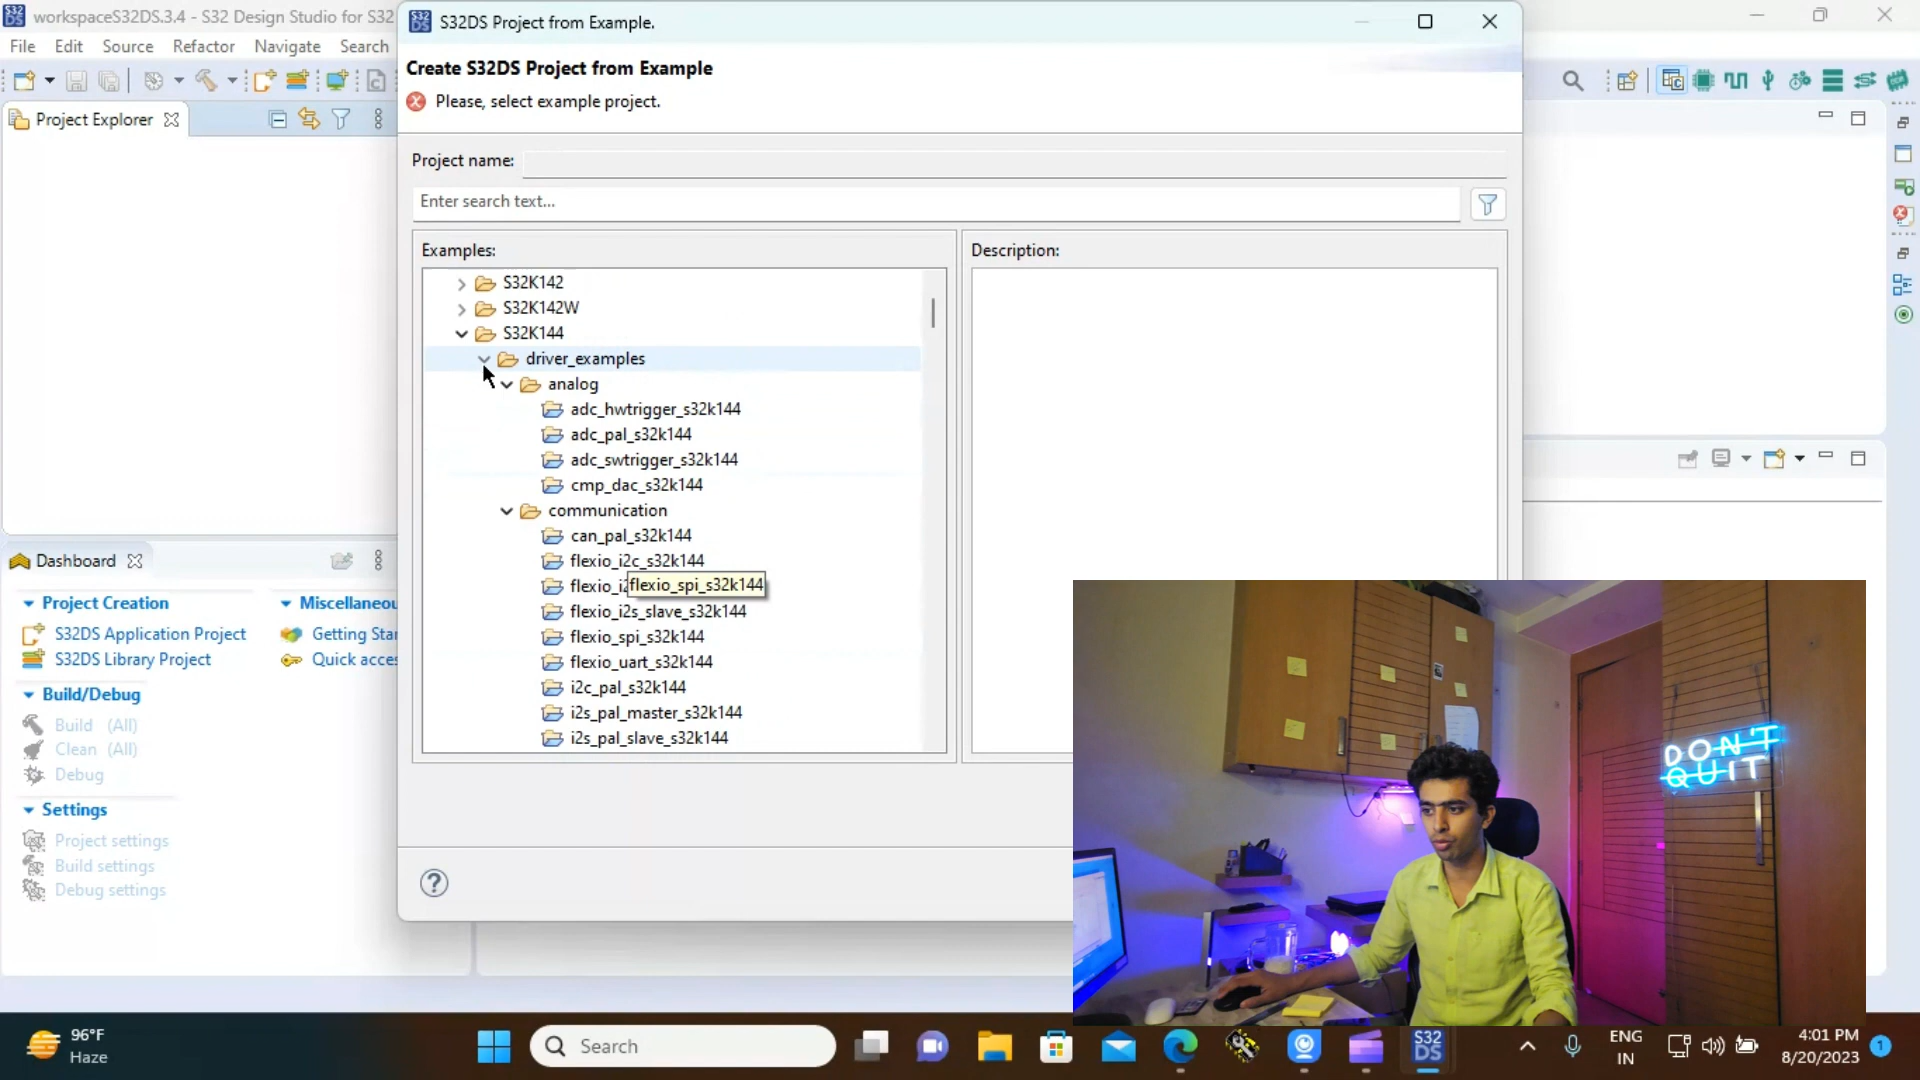 workspaceS32DS.3.4 - S32 Design Studio for S32
File Edit Source Refactor Navigate Search
Project Explorer
S32DS Project from Example.
Create S32DS Project from Example
Please, select example project.
Project name:
Enter search text...
Examples:
Description:
S32K142
S32K142W
S32K144
driver_examples
analog
adc_hwtrigger_s32k144
adc_pal_s32k144
adc_swtrigger_s32k144
cmp_dac_s32k144
communication
can_pal_s32k144
flexio_i2c_s32k144
flexio_spi_s32k144
flexio_i2s_slave_s32k144
flexio_spi_s32k144
flexio_uart_s32k144
i2c_pal_s32k144
i2s_pal_master_s32k144
i2s_pal_slave_s32k144
Dashboard
Project Creation
S32DS Application Project
S32DS Library Project
Build/Debug
Build (All)
Clean (All)
Debug
Settings
Project settings
Build settings
Debug settings
Miscellaneou
Getting Star
Quick acces
DON'T
QUIT
96°F
Haze
Search
S32
DS
ENG
IN
4:01 PM
8/20/2023
1